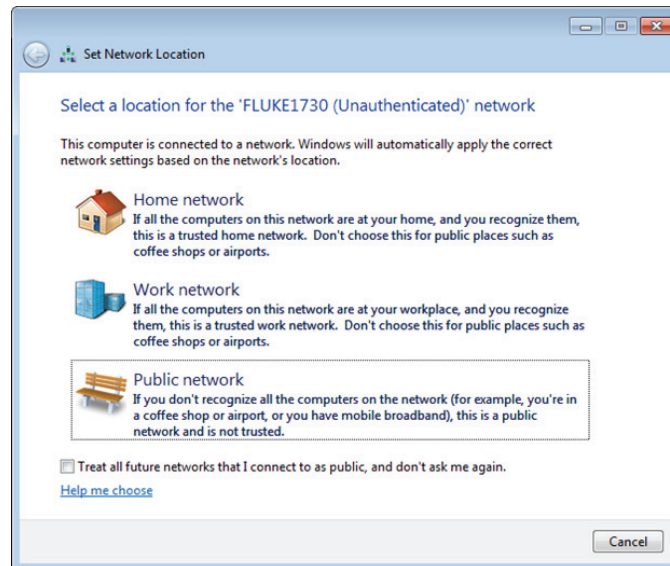 Set Network Location
Select a location for the 'FLUKE1730 (Unauthenticated)' network
This computer is connected to a network. Windows will automatically apply the correct
network settings based on the network's location.
Home network
If all the computers on this network are at your home, and you recognize them,
this is a trusted home network.  Don't choose this for public places such as
coffee shops or airports.
Work network
If all the computers on this network are at your workplace, and you recognize
them, this is a trusted work network.  Don't choose this for public places such as
coffee shops or airports.
Public network
If you don't recognize all the computers on the network (for example, you're in
a coffee shop or airport, or you have mobile broadband), this is a public
network and is not trusted.
Treat all future networks that I connect to as public, and don't ask me again.
Help me choose
Cancel